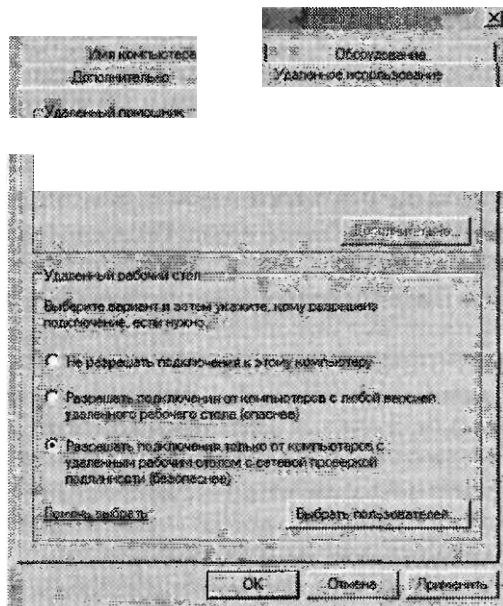 Имя компьютера
Оборудование
Дополнительно
Удаленное использование
Удаленный помощник
Дополнительно...
Удаленный рабочий стол
Выберите вариант и затем укажите, кому разрешено
подключение, если нужно.
Не разрешать подключения к этому компьютеру
Разрешать подключения от компьютеров с любой версией
удаленного рабочего стола (опаснее)
Разрешать подключения только от компьютеров с
удаленным рабочим столом с сетевой проверкой
подлинности (безопаснее)
Помочь выбрать
Выбрать пользователей...
OK
Отмена
Применить